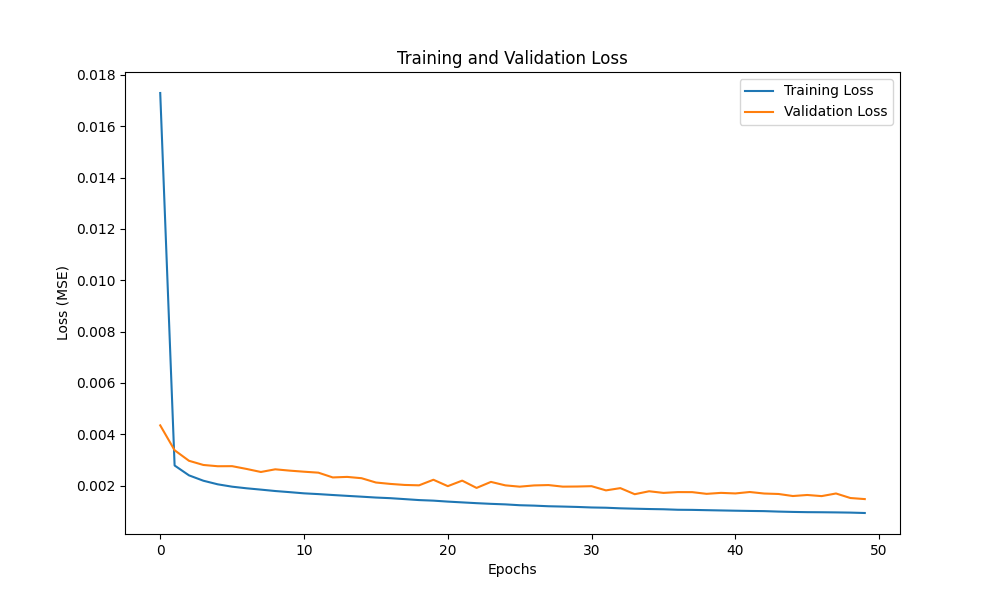 Training and Validation Loss
0.018
0.016
0.014
0.012
0.010
0.008
0.006
0.004
0.002
Loss (MSE)
Training Loss
Validation Loss
0 10 20 30 40 50
Epochs